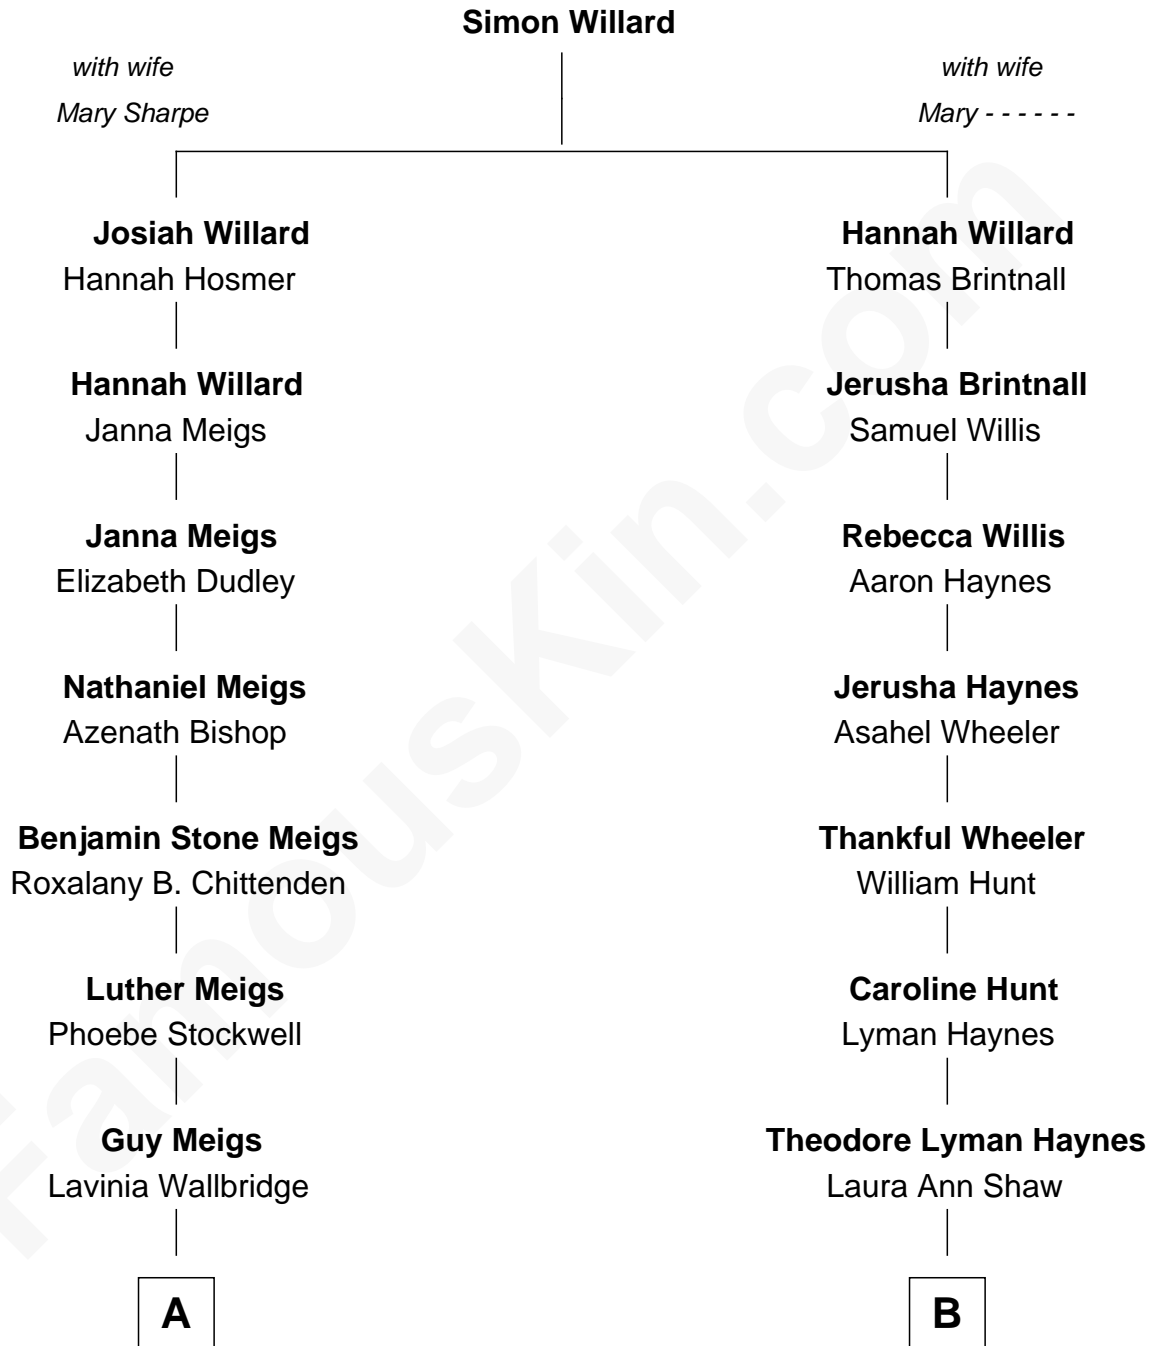 Simon Willard
with wife
Mary Sharpe
with wife
Mary - - - - - -
Josiah Willard
Hannah Hosmer
Hannah Willard
Thomas Brintnall
Hannah Willard
Janna Meigs
Jerusha Brintnall
Samuel Willis
Janna Meigs
Elizabeth Dudley
Rebecca Willis
Aaron Haynes
Nathaniel Meigs
Azenath Bishop
Jerusha Haynes
Asahel Wheeler
Benjamin Stone Meigs
Roxalany B. Chittenden
Thankful Wheeler
William Hunt
Luther Meigs
Phoebe Stockwell
Caroline Hunt
Lyman Haynes
Guy Meigs
Lavinia Wallbridge
Theodore Lyman Haynes
Laura Ann Shaw
A
B
FamousKin.com